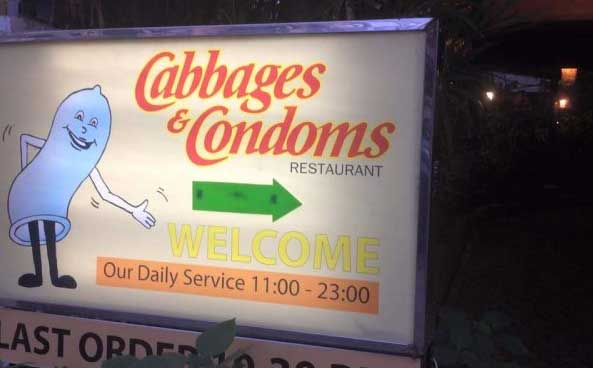 Cabbages
& Condoms
RESTAURANT
WELCOME
Our Daily Service 11:00 - 23:00
LAST ORDER